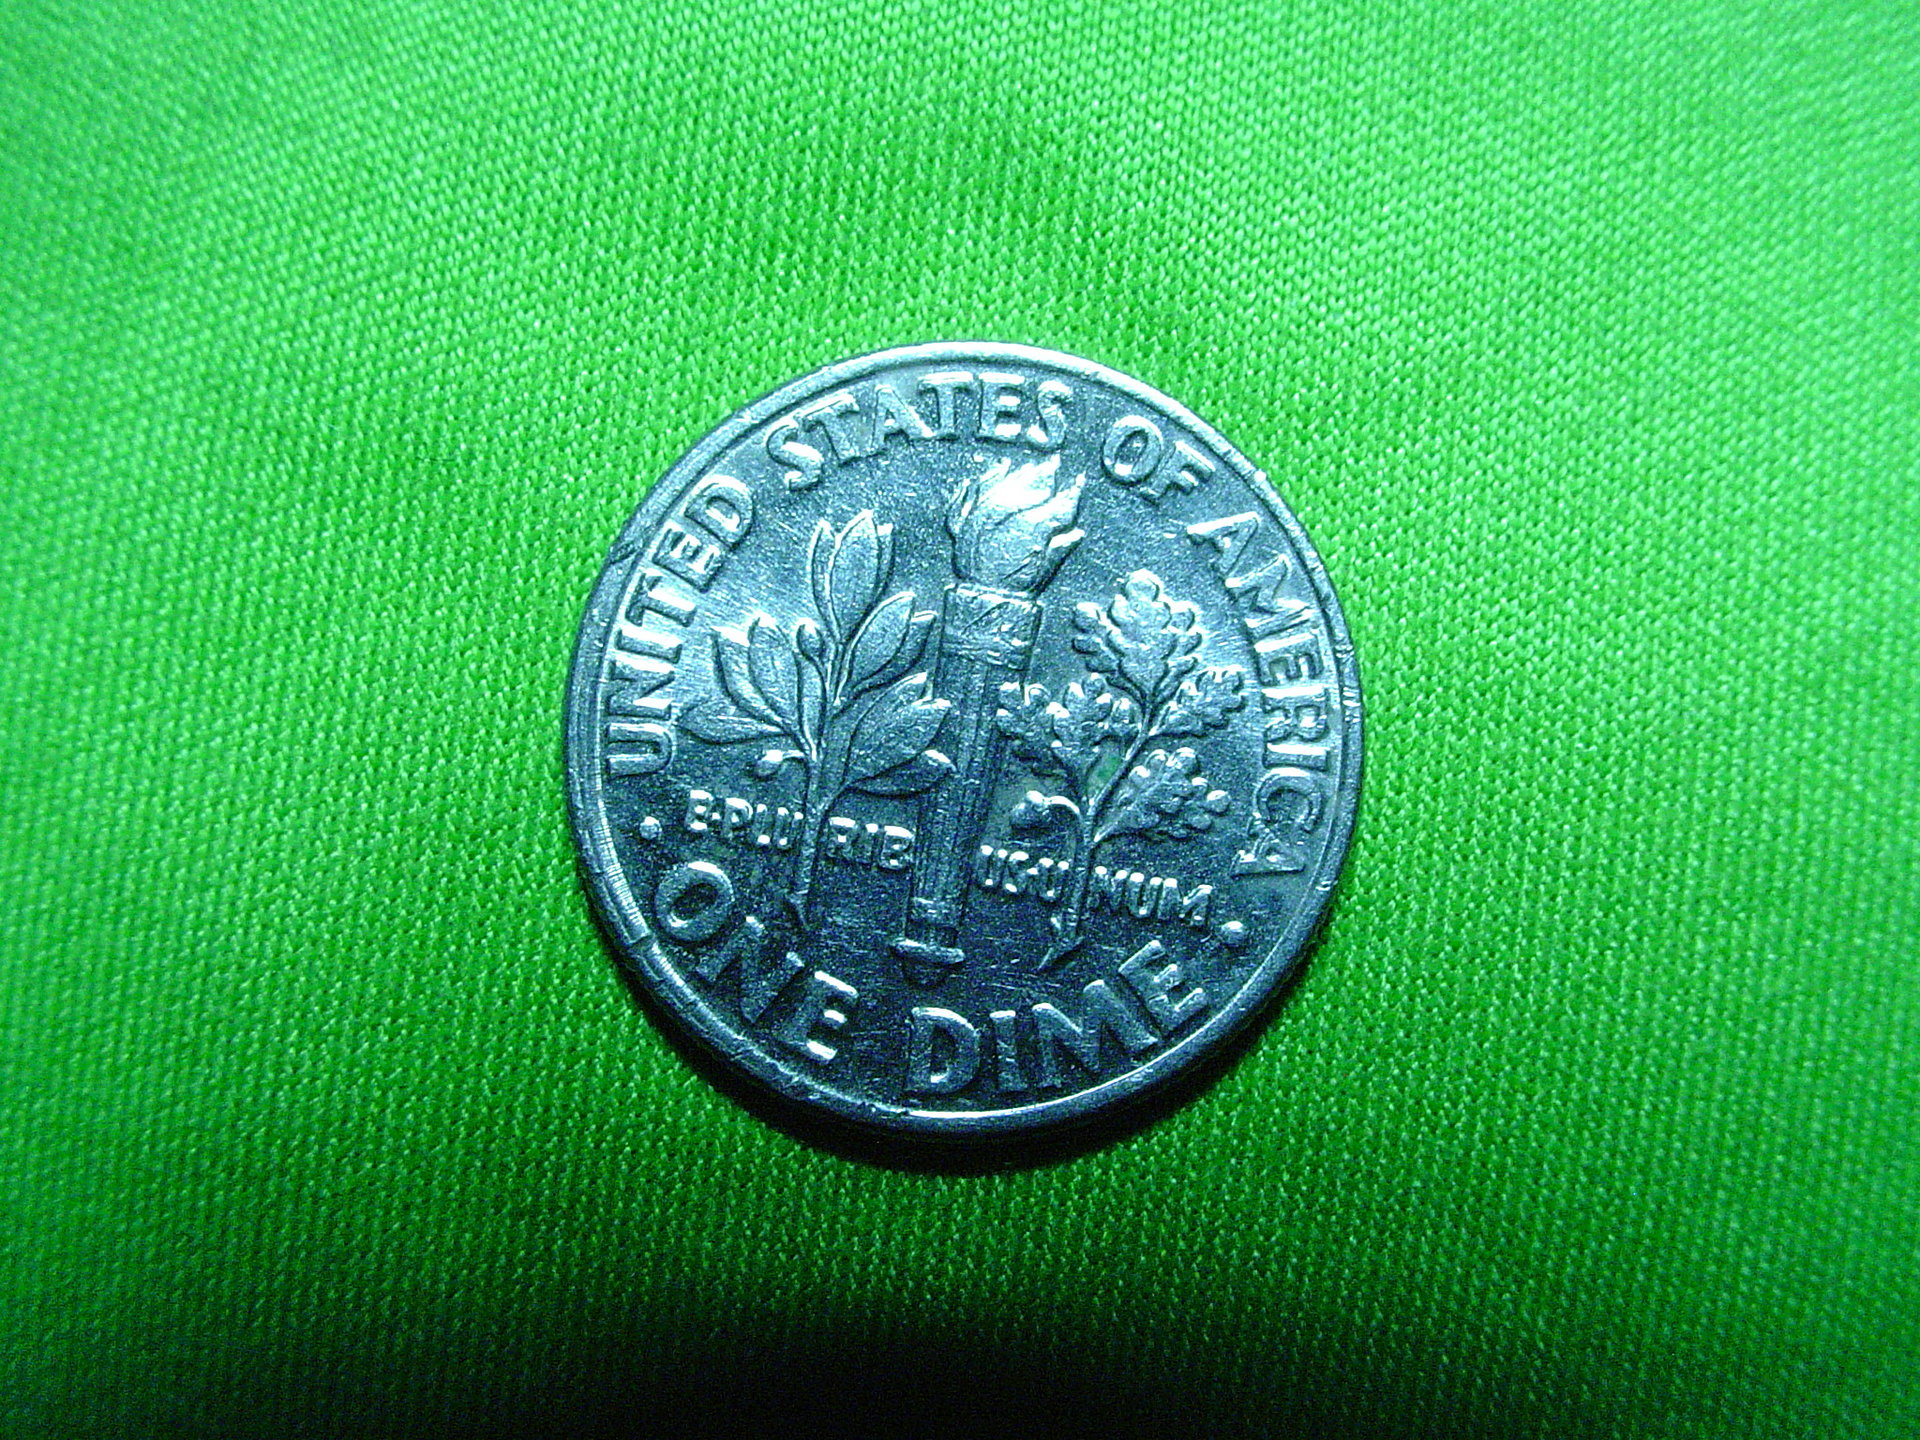 UNITED STATES OF AMERICA
E·PLURIBUS·UNUM
· ONE DIME ·